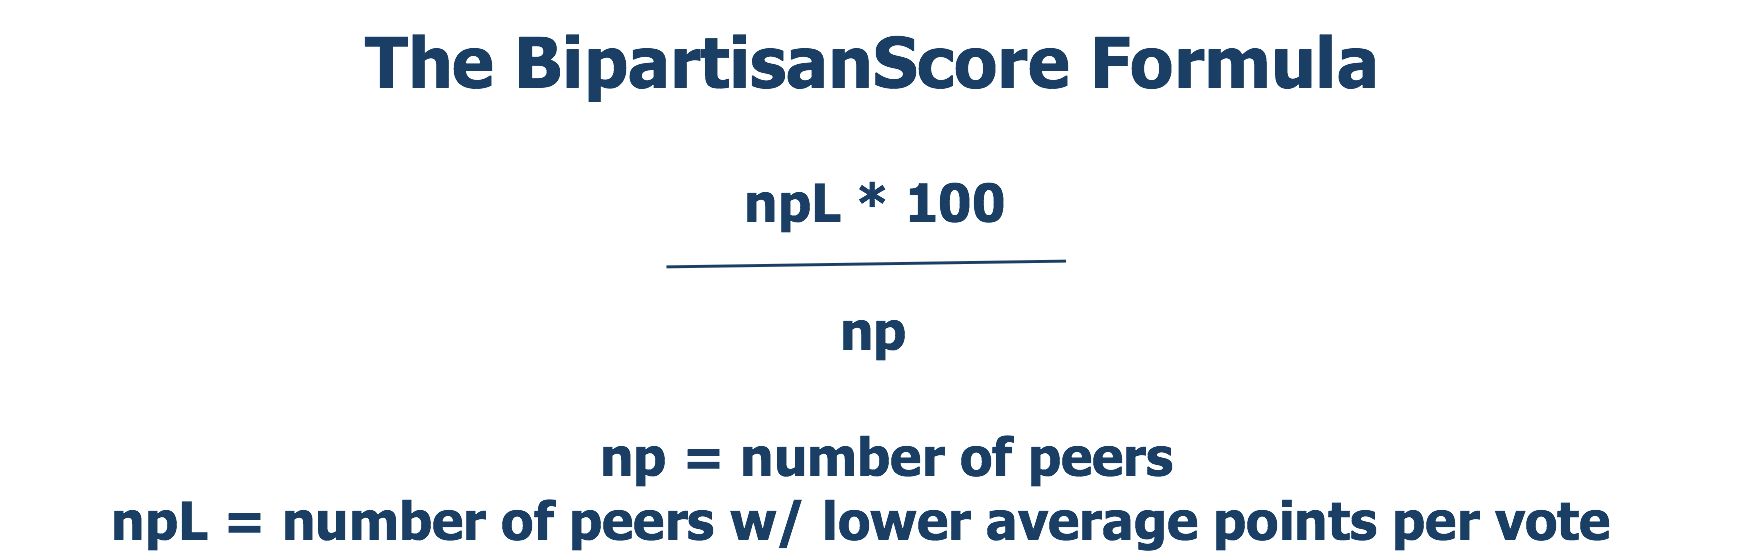 The BipartisanScore Formula
npL * 100
np
np = number of peers
npL = number of peers w/ lower average points per vote